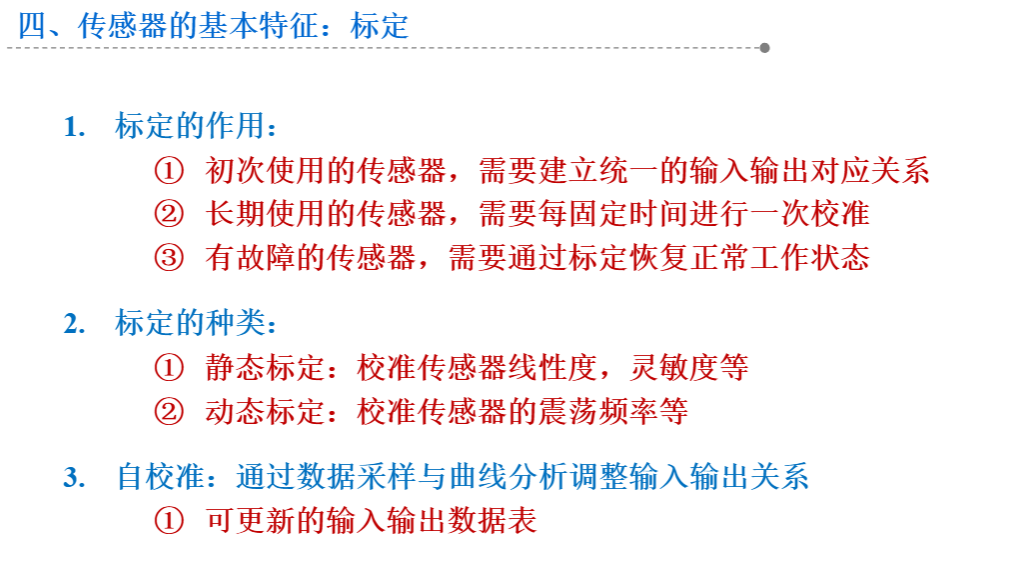 四、传感器的基本特征：标定
1. 标定的作用：
① 初次使用的传感器，需要建立统一的输入输出对应关系
② 长期使用的传感器，需要每固定时间进行一次校准
③ 有故障的传感器，需要通过标定恢复正常工作状态
2. 标定的种类：
① 静态标定：校准传感器线性度，灵敏度等
② 动态标定：校准传感器的震荡频率等
3. 自校准：通过数据采样与曲线分析调整输入输出关系
① 可更新的输入输出数据表